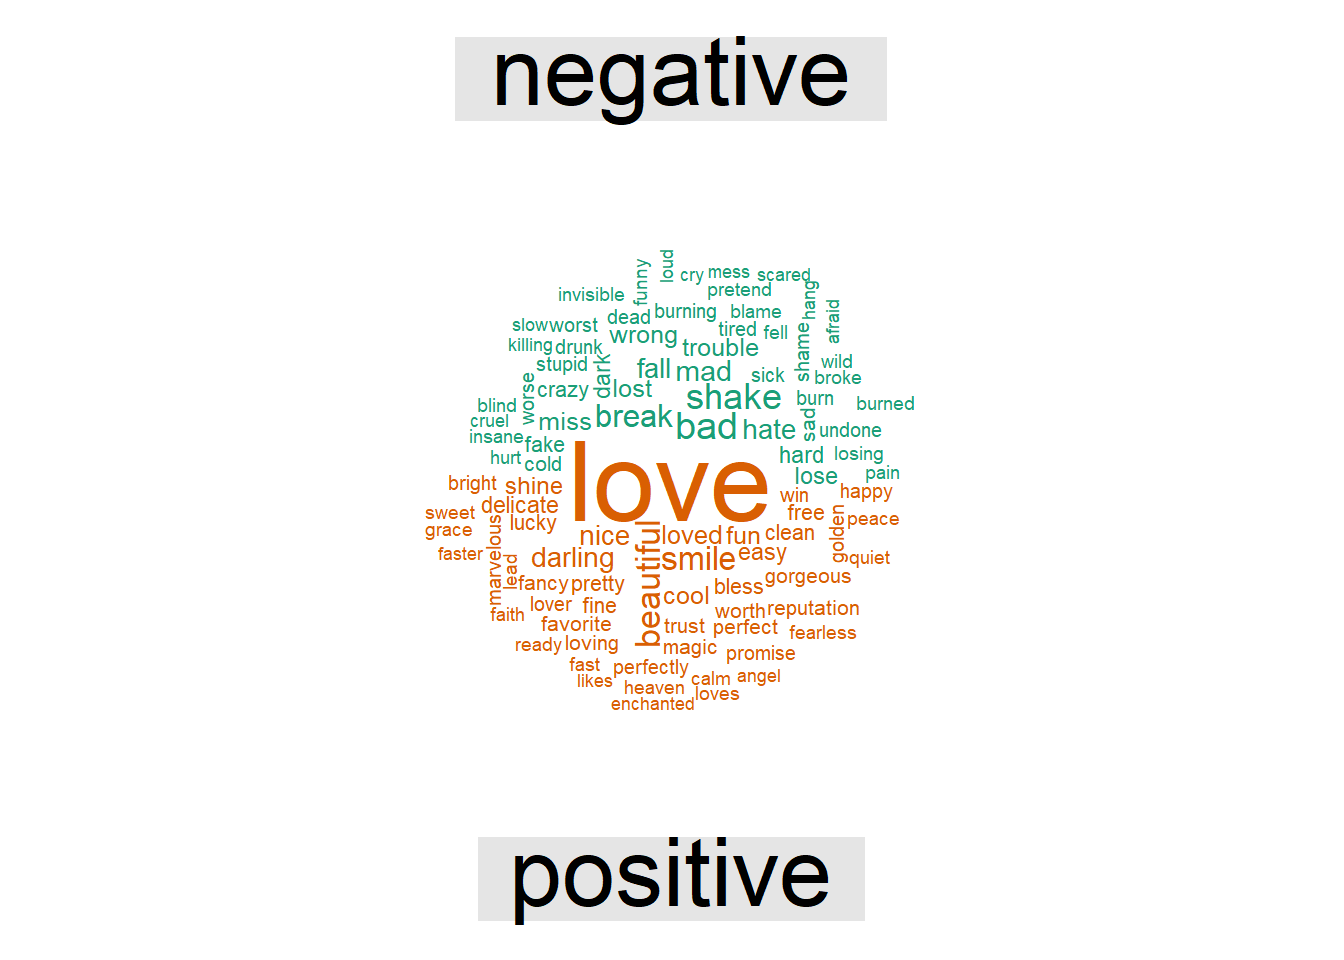 negative
loud
funny
cry
mess
scared
invisible
pretend
hang
afraid
slow
worst
dead
burning
blame
wrong
tired
fell
killing
drunk
trouble
shame
stupid
dark
fall
mad
sick
wild
broke
worse
crazy
lost
shake
burn
burned
blind
cruel
miss
break
bad
hate
sad
undone
insane
fake
hurt
cold
hard
losing
lose
pain
love
bright
shine
win
happy
sweet
delicate
free
golden
peace
grace
lucky
marvelous
nice
beautiful
loved
fun
clean
faster
lead
darling
smile
easy
quiet
fancy
pretty
bless
gorgeous
faith
lover
fine
cool
worth
reputation
favorite
trust
perfect
fearless
ready
loving
magic
promise
fast
perfectly
likes
heaven
calm
angel
enchanted
loves
positive